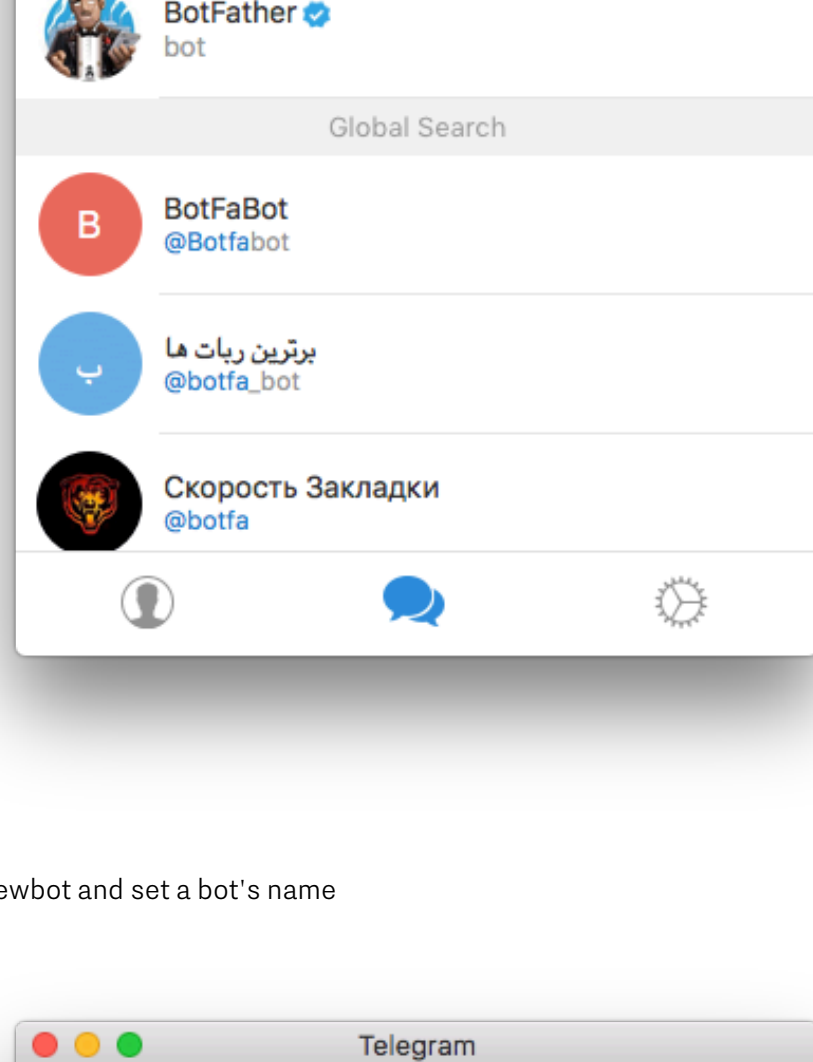 BotFather
bot
Global Search
B
BotFaBot
@Botfabot
ب
برترین ربات ها
@botfa_bot
Скорость Закладки
@botfa
ewbot and set a bot's name
Telegram